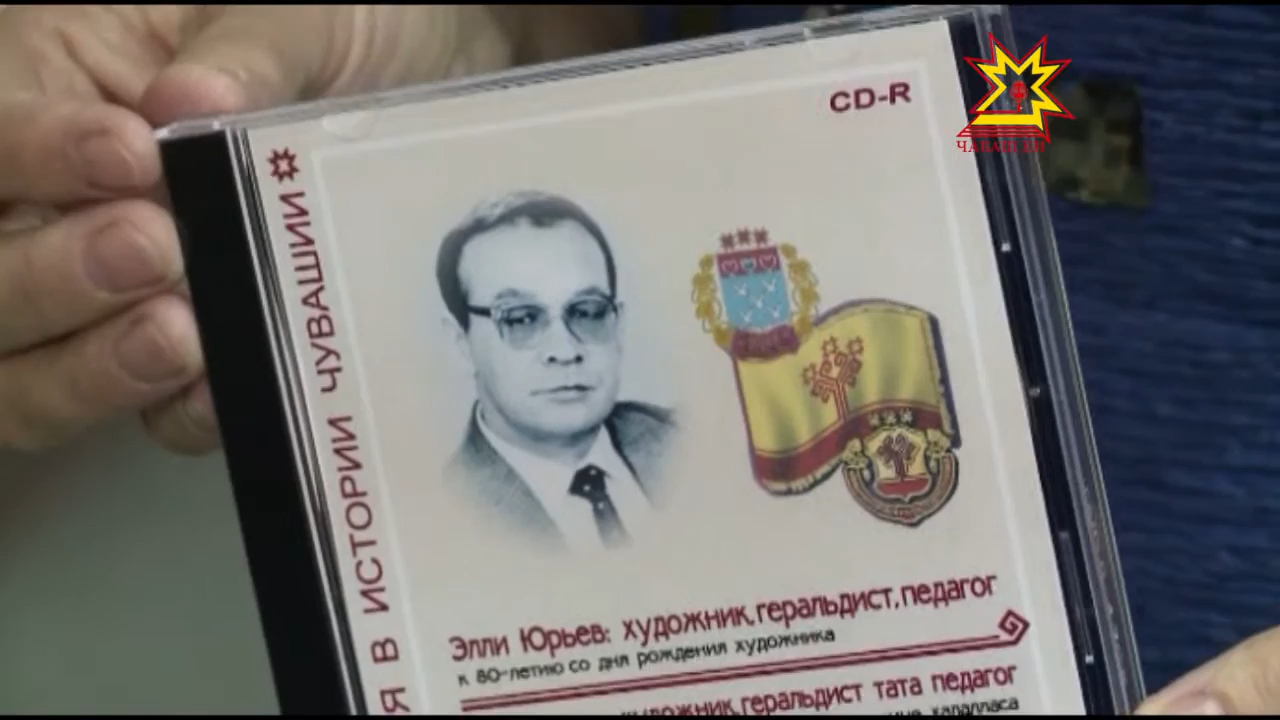 CD-R
ЧӐВАШ ЕН
Я В ИСТОРИИ ЧУВАШИИ
Элли Юрьев: художник, геральдист, педагог
к 80-летию со дня рождения художника
художник, геральдист тата педагог